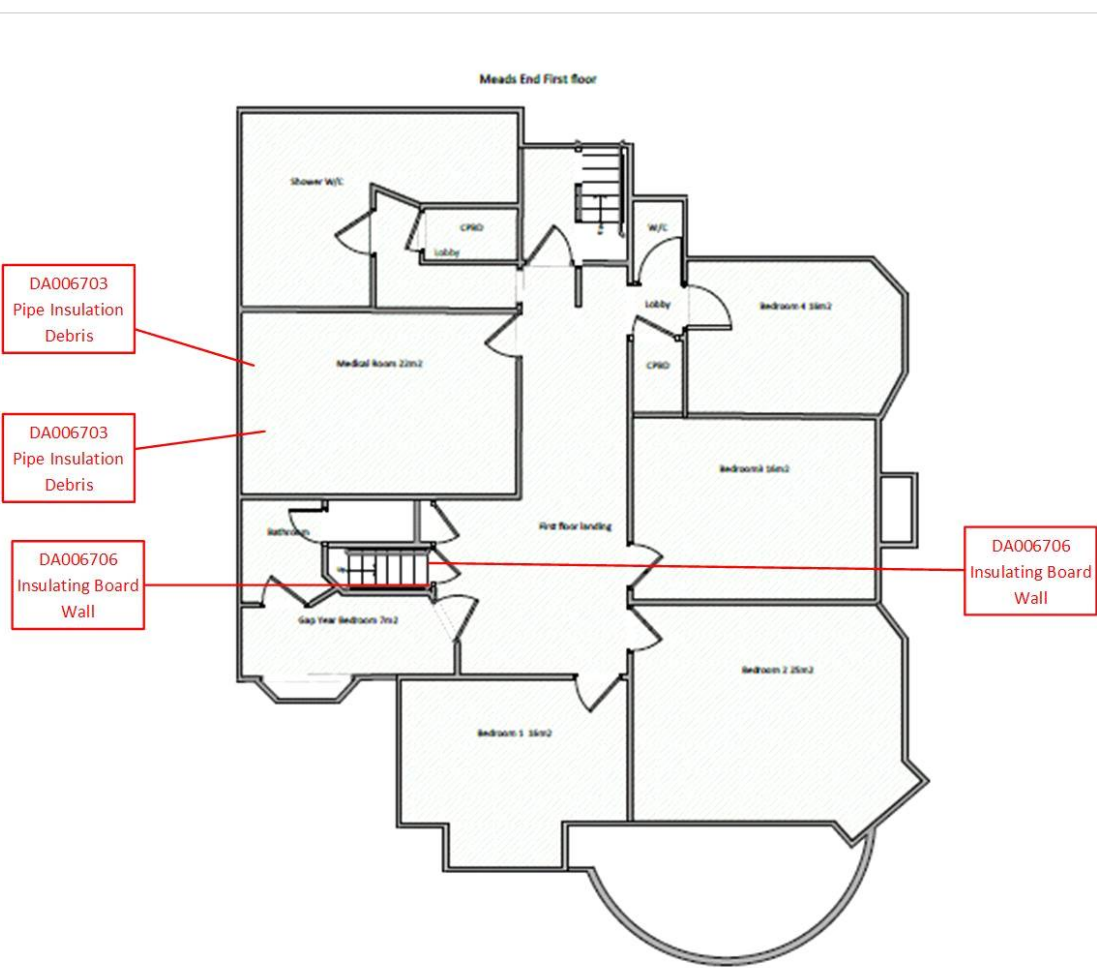 Meads End First floor
Shower W/C
CPBD
Lobby
W/C
DA006703
Pipe Insulation
Debris
Lobby
Bedroom 4 16m2
Medical Room 22m2
CPBD
DA006703
Pipe Insulation
Debris
Bedroom3 16m2
Bathroom
First floor landing
DA006706
Insulating Board
Wall
DA006706
Insulating Board
Wall
Gap Year Bedroom 7m2
Bedroom 2 25m2
Bedroom 1 16m2